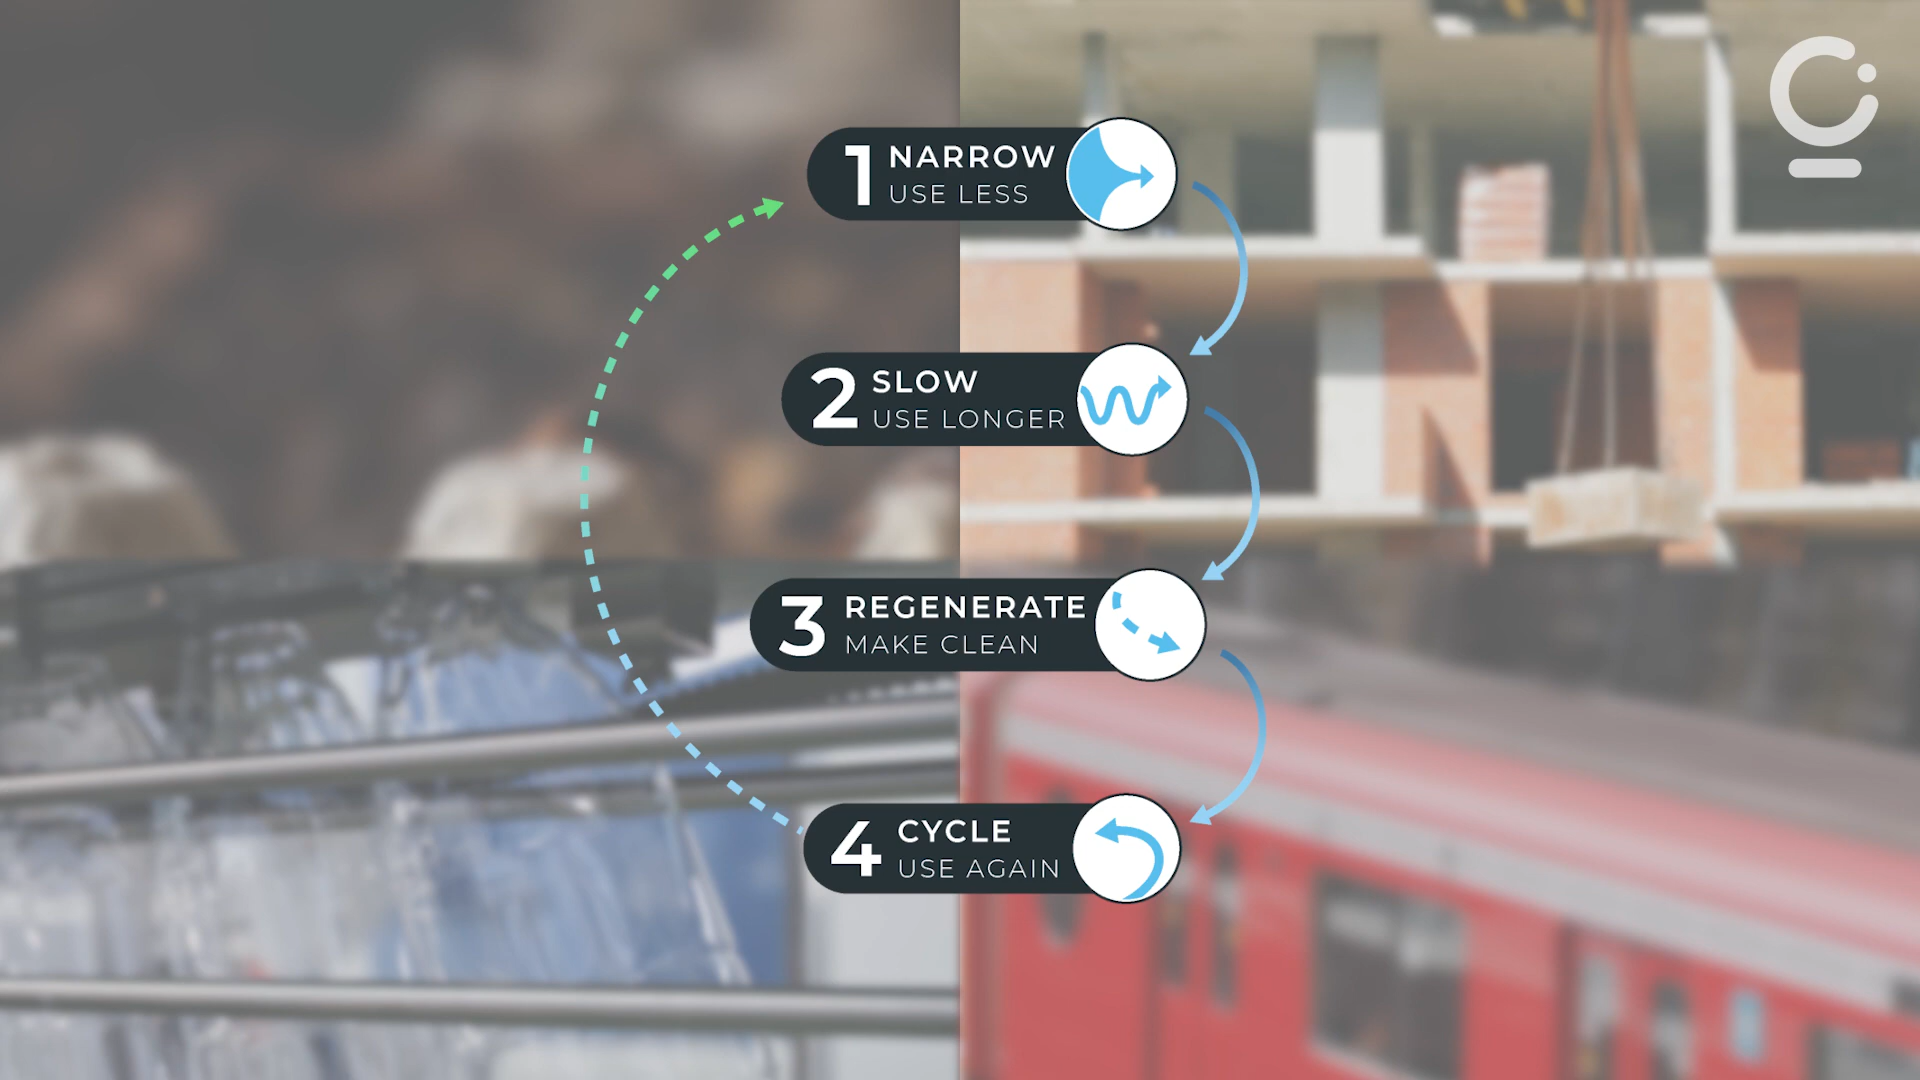 1 NARROW
USE LESS
2 SLOW
USE LONGER
3 REGENERATE
MAKE CLEAN
4 CYCLE
USE AGAIN